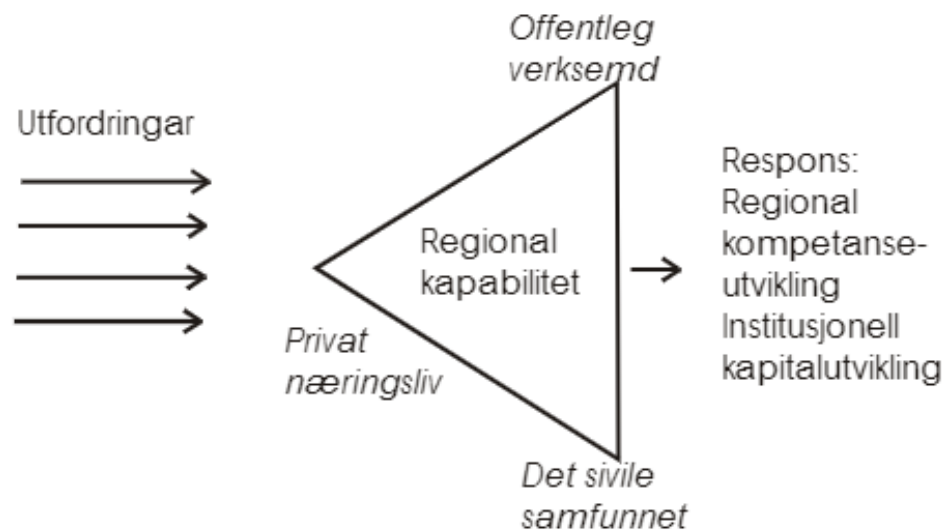 Utfordringar
Offentleg
verksemd
Regional
kapabilitet
Privat
næringsliv
Det sivile
samfunnet
Respons:
Regional
kompetanse-
utvikling
Institusjonell
kapitalutvikling